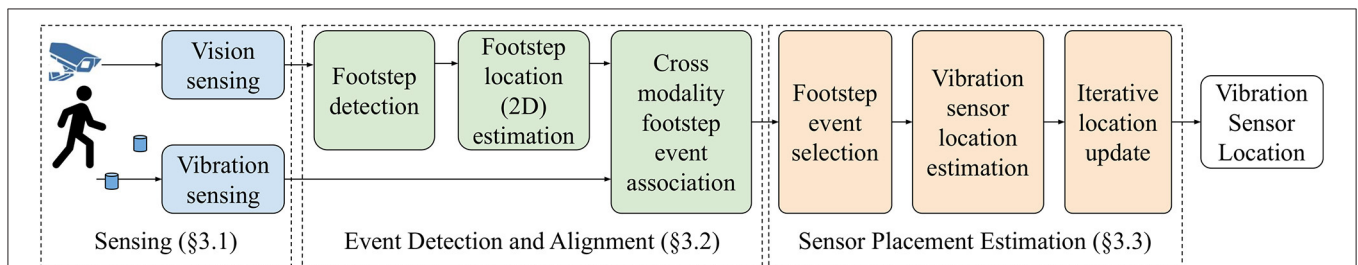 Vision
sensing
Vibration
sensing
Sensing (§3.1)
Footstep
detection
Footstep
location
(2D)
estimation
Cross
modality
footstep
event
association
Event Detection and Alignment (§3.2)
Footstep
event
selection
Vibration
sensor
location
estimation
Iterative
location
update
Sensor Placement Estimation (§3.3)
Vibration
Sensor
Location